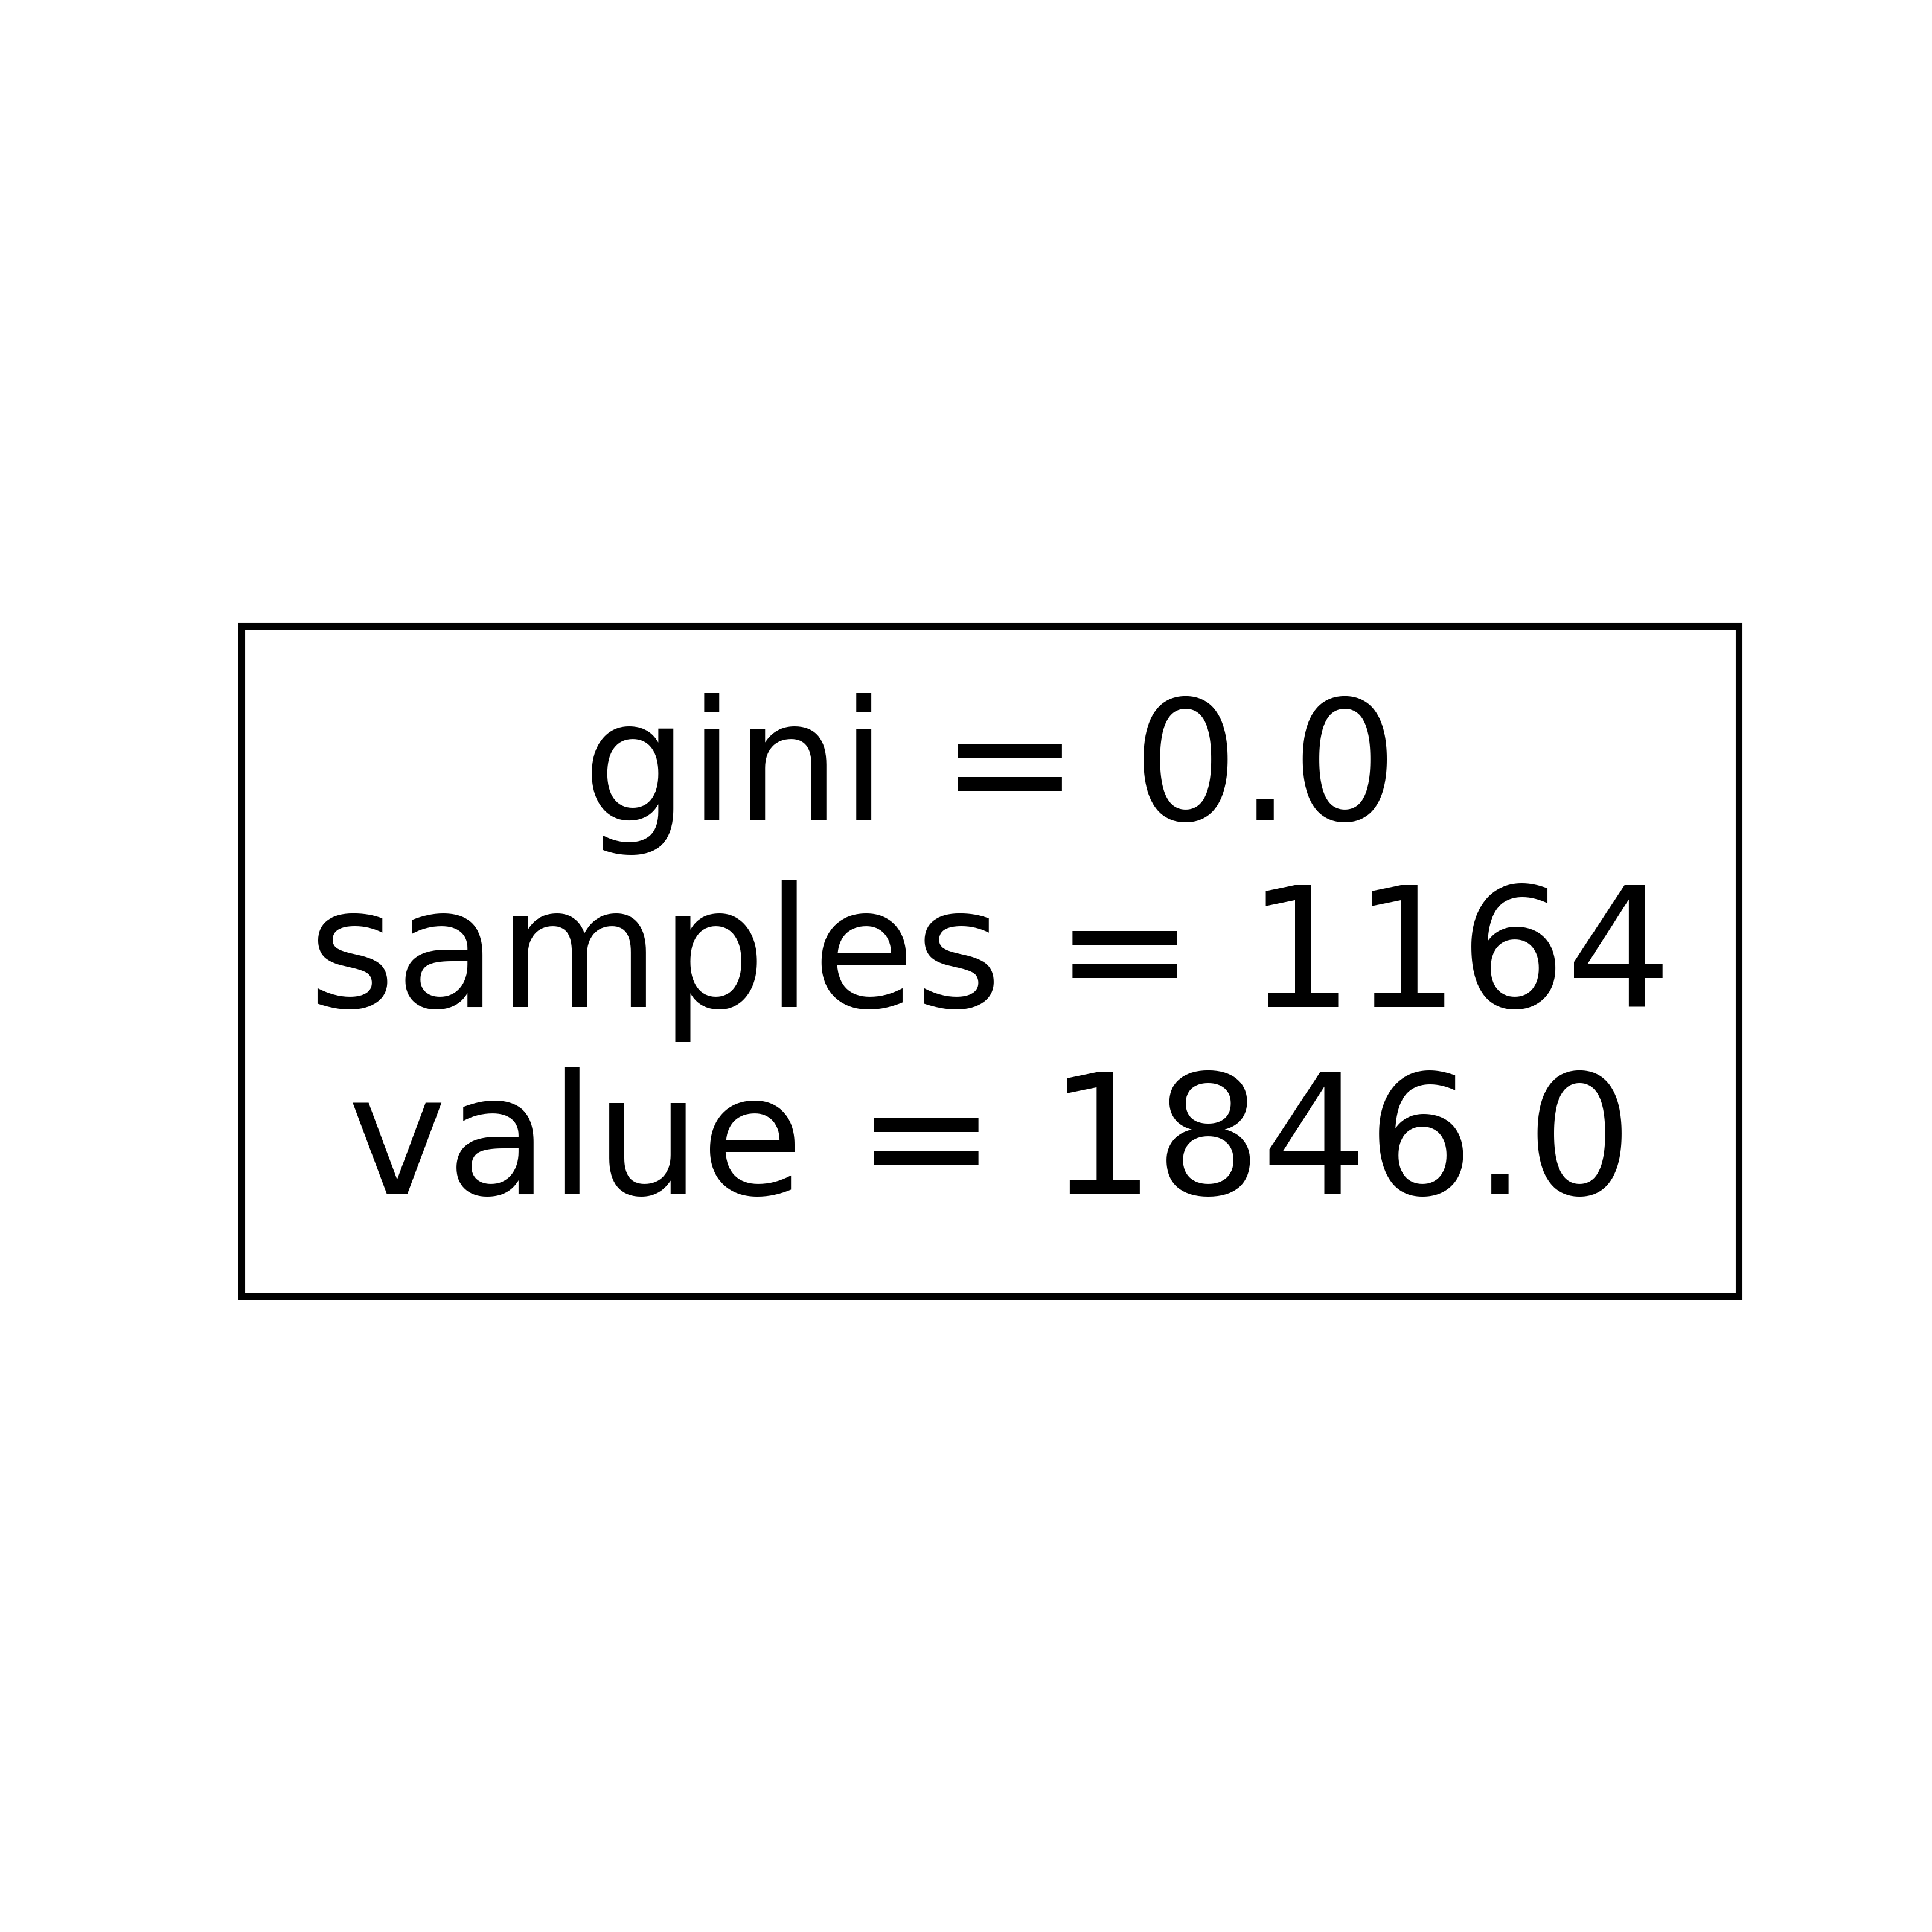 gini = 0.0
samples = 1164
value = 1846.0